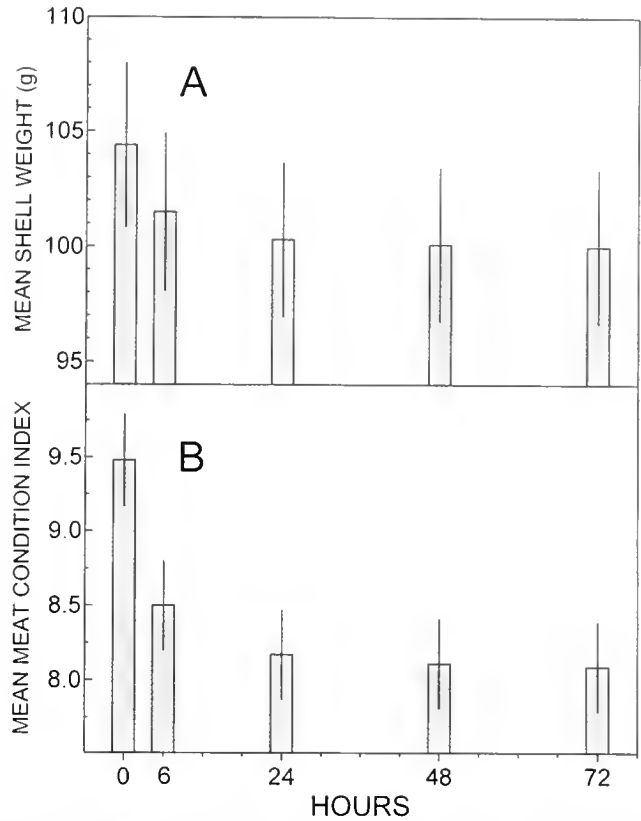 MEAN SHELL WEIGHT (g)
110
105
100
95
A
MEAN MEAT CONDITION INDEX
9.5
9.0
8.5
8.0
B
0 6 24 48 72
HOURS